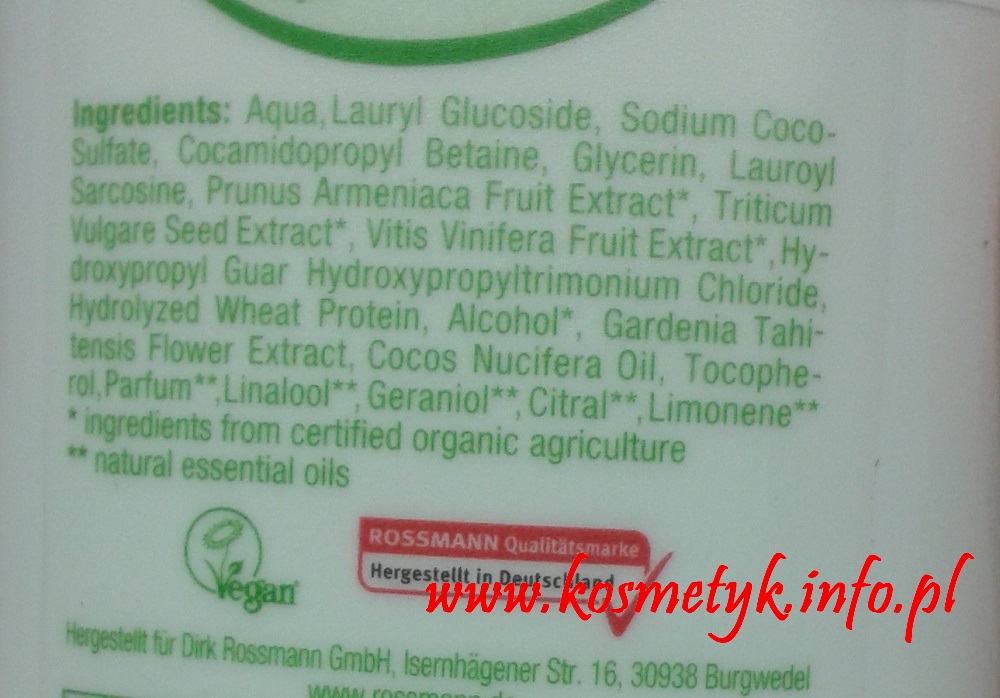 Ingredients: Aqua, Lauryl Glucoside, Sodium Coco-
Sulfate, Cocamidopropyl Betaine, Glycerin, Lauroyl
Sarcosine, Prunus Armeniaca Fruit Extract*, Triticum
Vulgare Seed Extract*, Vitis Vinifera Fruit Extract*, Hy-
droxypropyl Guar Hydroxypropyltrimonium Chloride,
Hydrolyzed Wheat Protein, Alcohol*, Gardenia Tahi-
tensis Flower Extract, Cocos Nucifera Oil, Tocophe-
rol, Parfum**, Linalool**, Geraniol**, Citral**, Limonene**
* ingredients from certified organic agriculture
** natural essential oils
Vegan
ROSSMANN Qualitätsmarke
Hergestellt in Deutschland
www.kosmetyk.info.pl
Hergestellt für Dirk Rossmann GmbH, Isernhägener Str. 16, 30938 Burgwedel
www.rossmann.de